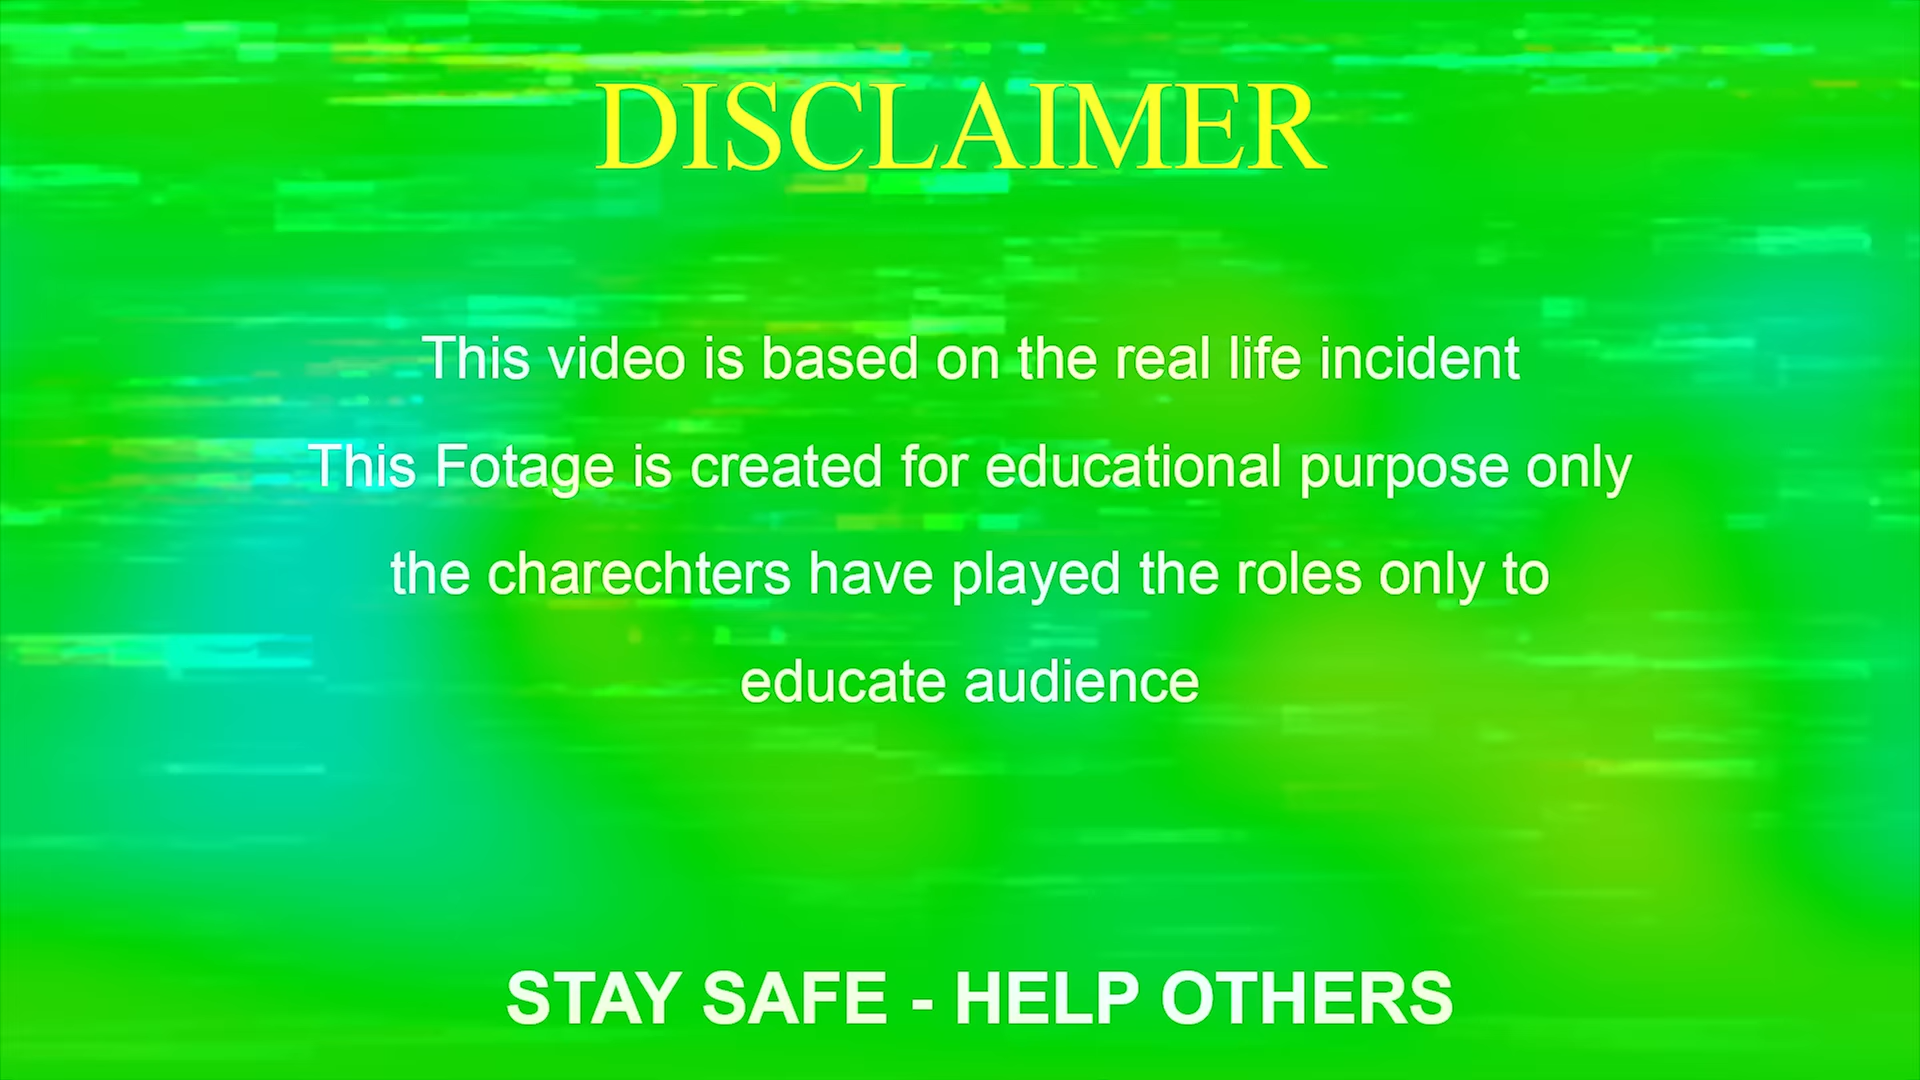 DISCLAIMER
This video is based on the real life incident
This Fotage is created for educational purpose only
the charechters have played the roles only to
educate audience
STAY SAFE - HELP OTHERS